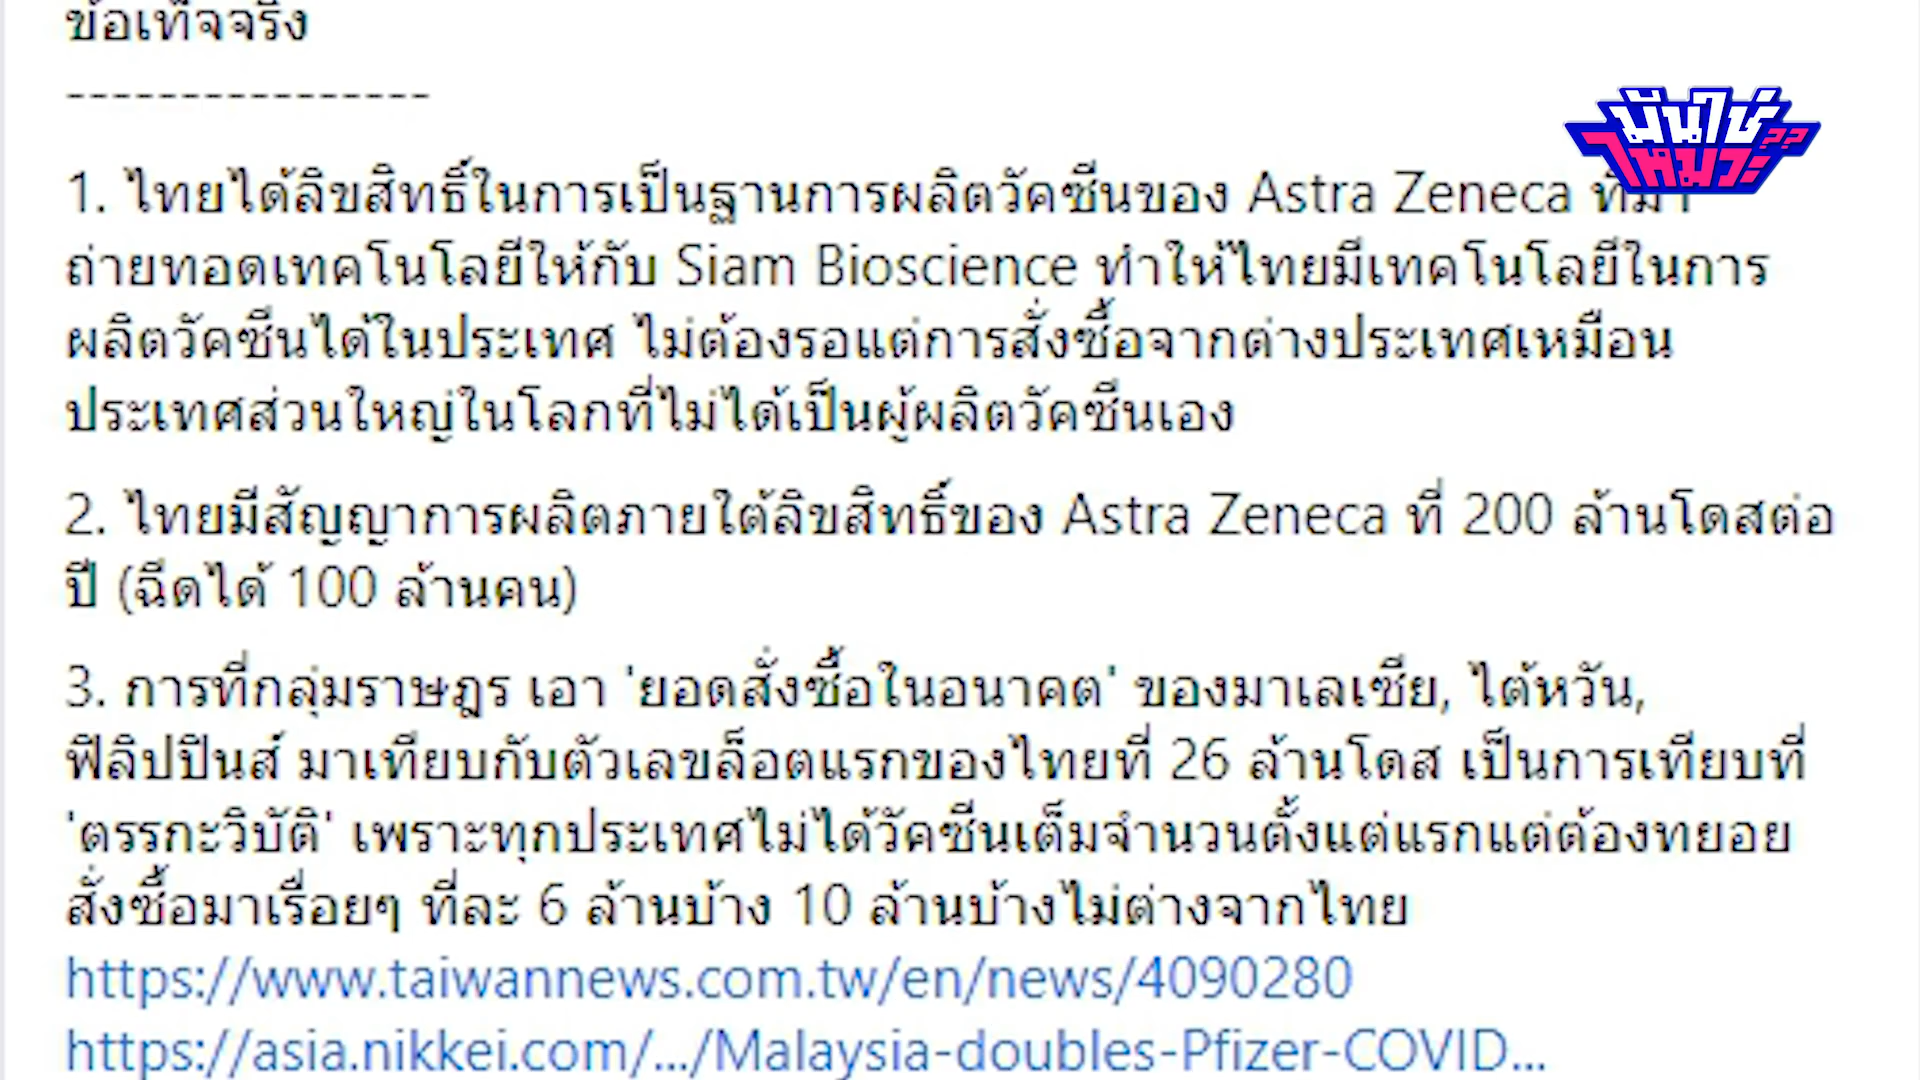 ข้อเท็จจริง
----------------
มันใช่
ไหมวะ??
1. ไทยได้ลิขสิทธิ์ในการเป็นฐานการผลิตวัคซีนของ Astra Zeneca ที่มา
ถ่ายทอดเทคโนโลยีให้กับ Siam Bioscience ทำให้ไทยมีเทคโนโลยีในการ
ผลิตวัคซีนได้ในประเทศ ไม่ต้องรอแต่การสั่งซื้อจากต่างประเทศเหมือน
ประเทศส่วนใหญ่ในโลกที่ไม่ได้เป็นผู้ผลิตวัคซีนเอง
2. ไทยมีสัญญาการผลิตภายใต้ลิขสิทธิ์ของ Astra Zeneca ที่ 200 ล้านโดสต่อ
ปี (ฉีดได้ 100 ล้านคน)
3. การที่กลุ่มราษฎร เอา 'ยอดสั่งซื้อในอนาคต' ของมาเลเซีย, ไต้หวัน,
ฟิลิปปินส์ มาเทียบกับตัวเลขล็อตแรกของไทยที่ 26 ล้านโดส เป็นการเทียบที่
'ตรรกะวิบัติ' เพราะทุกประเทศไม่ได้วัคซีนเต็มจำนวนตั้งแต่แรกแต่ต้องทยอย
สั่งซื้อมาเรื่อยๆ ที่ละ 6 ล้านบ้าง 10 ล้านบ้างไม่ต่างจากไทย
https://www.taiwannews.com.tw/en/news/4090280
https://asia.nikkei.com/.../Malaysia-doubles-Pfizer-COVID...